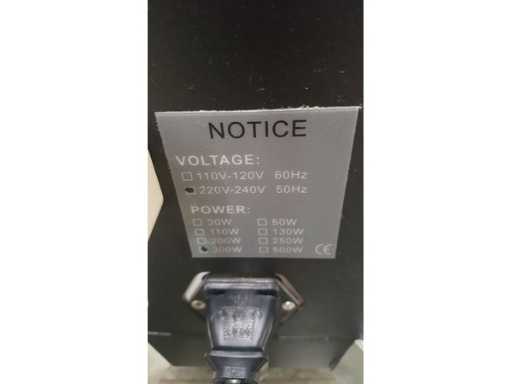 NOTICE
VOLTAGE:
110V-120V 60Hz
220V-240V 50Hz
POWER:
30W 50W
110W 130W
200W 250W
300W 500W
CE